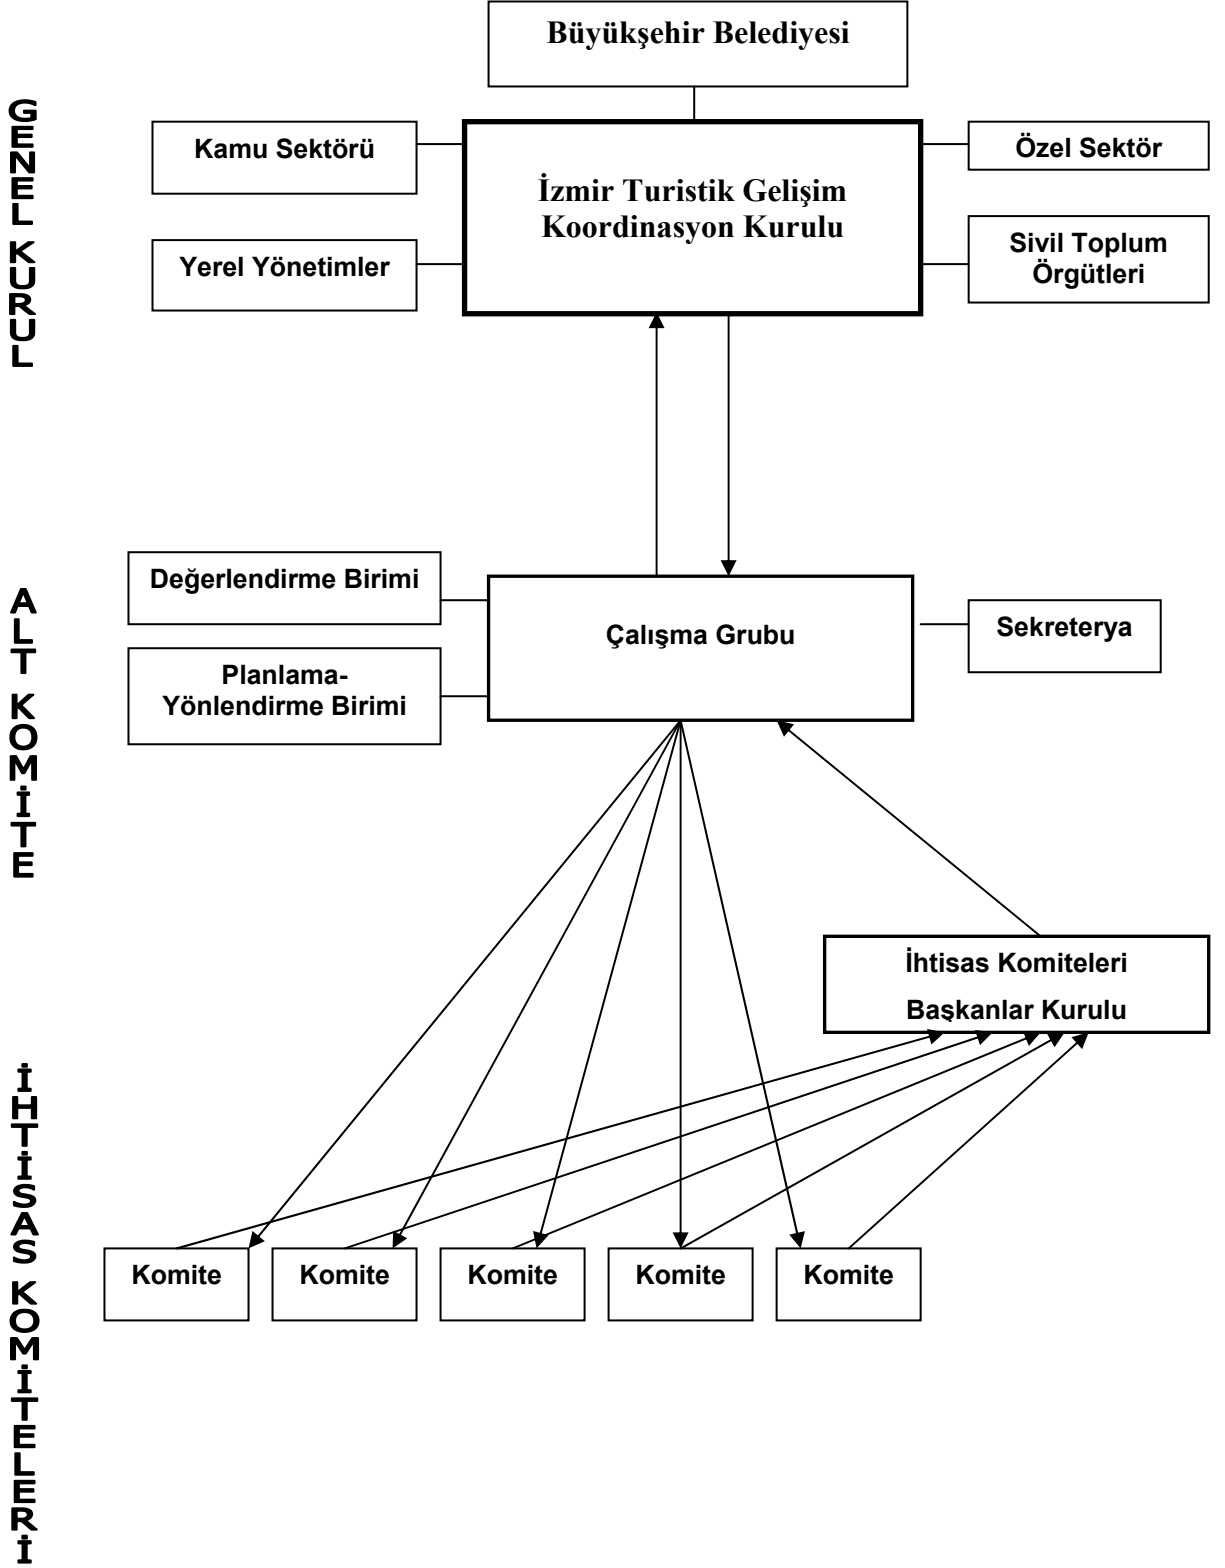 Büyükşehir Belediyesi
GENEL KURUL
Kamu Sektörü
İzmir Turistik Gelişim
Koordinasyon Kurulu
Özel Sektör
Yerel Yönetimler
Sivil Toplum
Örgütleri
ALT KOMİTE
Değerlendirme Birimi
Planlama-
Yönlendirme Birimi
Çalışma Grubu
Sekreterya
İhtisas Komiteleri
Başkanlar Kurulu
İHTİSAS KOMİTELERİ
Komite
Komite
Komite
Komite
Komite